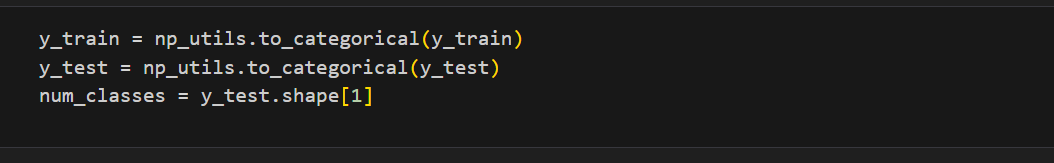 y_train = np_utils.to_categorical(y_train)
y_test = np_utils.to_categorical(y_test)
num_classes = y_test.shape[1]